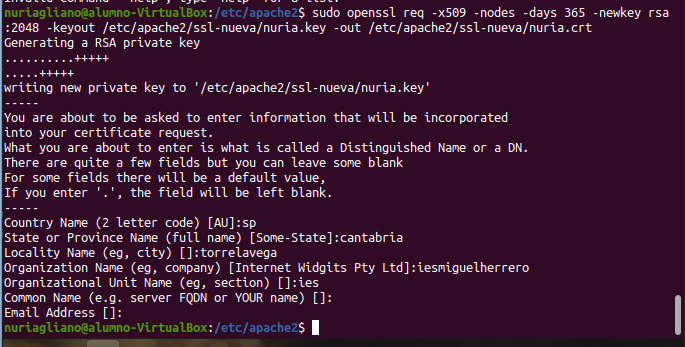 nuriagliano@alumno-VirtualBox:/etc/apache2$ sudo openssl req -x509 -nodes -days 365 -newkey rsa
:2048 -keyout /etc/apache2/ssl-nueva/nuria.key -out /etc/apache2/ssl-nueva/nuria.crt
Generating a RSA private key
..........+++++
.....+++++
writing new private key to '/etc/apache2/ssl-nueva/nuria.key'
-----
You are about to be asked to enter information that will be incorporated
into your certificate request.
What you are about to enter is what is called a Distinguished Name or a DN.
There are quite a few fields but you can leave some blank
For some fields there will be a default value,
If you enter '.', the field will be left blank.
-----
Country Name (2 letter code) [AU]:sp
State or Province Name (full name) [Some-State]:cantabria
Locality Name (eg, city) []:torrelavega
Organization Name (eg, company) [Internet Widgits Pty Ltd]:iesmiguelherrero
Organizational Unit Name (eg, section) []:ies
Common Name (e.g. server FQDN or YOUR name) []:
Email Address []:
nuriagliano@alumno-VirtualBox:/etc/apache2$